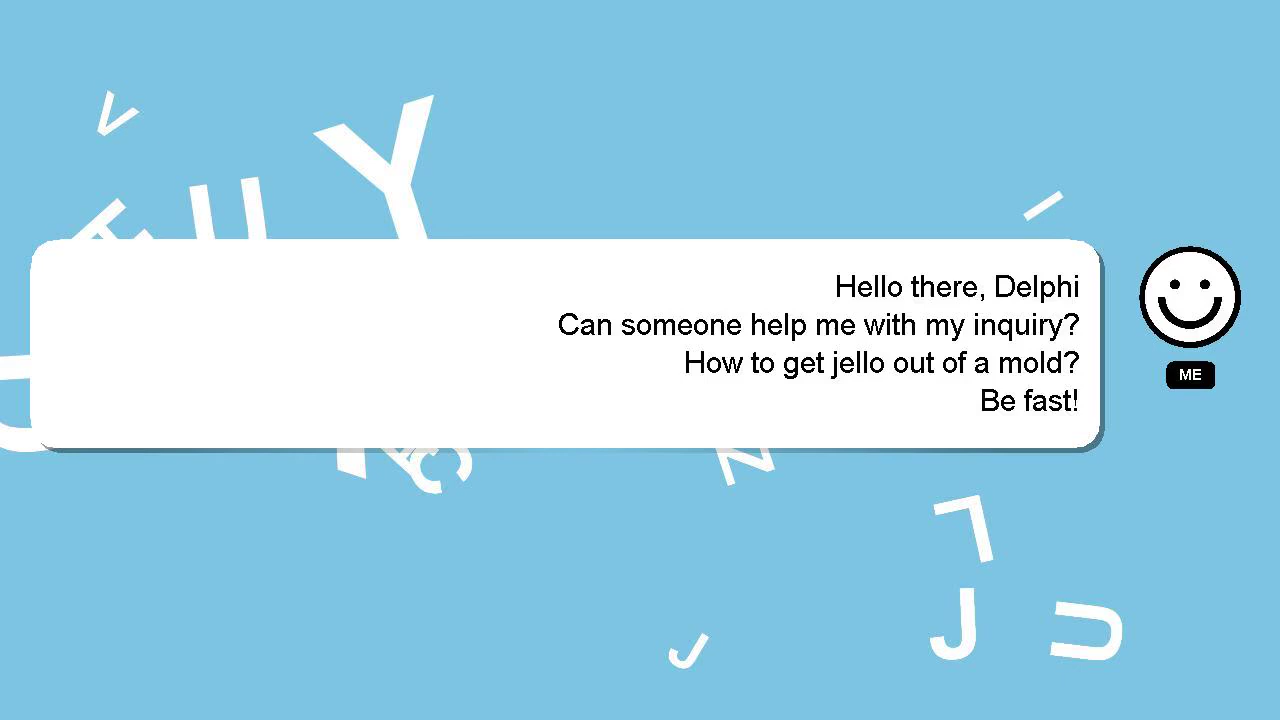 Hello there, Delphi
Can someone help me with my inquiry?
How to get jello out of a mold?
Be fast!
ME
V
U
Y
I
N
L
J
U
J